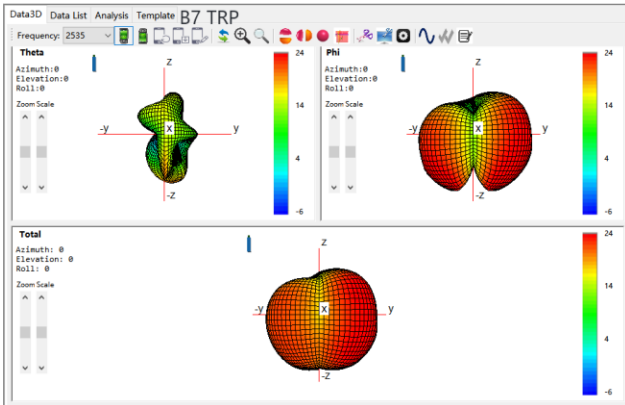 Data3D Data List Analysis Template B7 TRP
Frequency: 2535
Theta
Azimuth:0
Elevation:0
Roll:0
Zoom Scale
z
-y
x
y
-z
24
14
4
-6
Phi
Azimuth:0
Elevation:0
Roll:0
Zoom Scale
z
-y
x
y
-z
24
14
4
-6
Total
Azimuth: 0
Elevation: 0
Roll: 0
Zoom Scale
z
-y
x
y
-z
24
14
4
-6